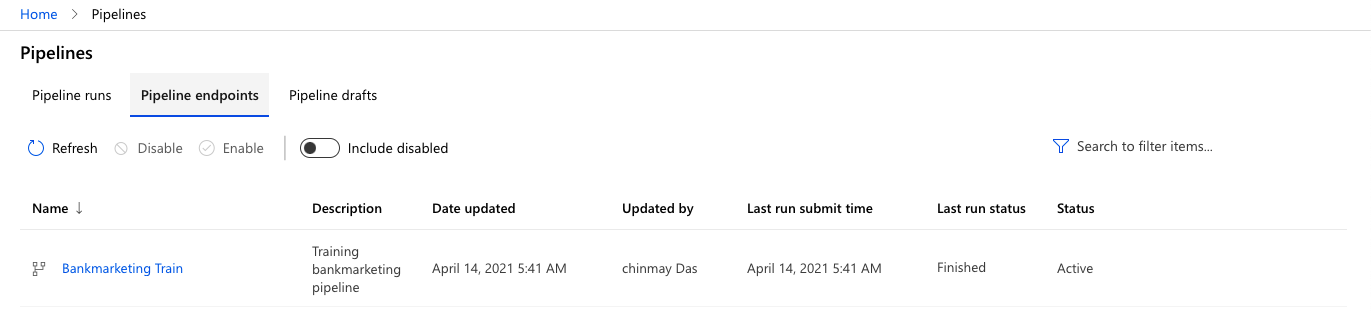 Home > Pipelines
Pipelines
Pipeline runs Pipeline endpoints Pipeline drafts
Refresh Disable Enable Include disabled Search to filter items...
Name ↓ Description Date updated Updated by Last run submit time Last run status Status
Bankmarketing Train Training bankmarketing pipeline April 14, 2021 5:41 AM chinmay Das April 14, 2021 5:41 AM Finished Active